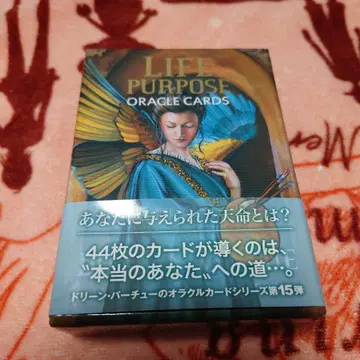 LIFE
PURPOSE
ORACLE CARDS
あなたに与えられた天命とは?
44枚のカードが導くのは、
〝本当のあなた〟への道…。
ドリーン・バーチューのオラクルカードシリーズ第15弾
Mer